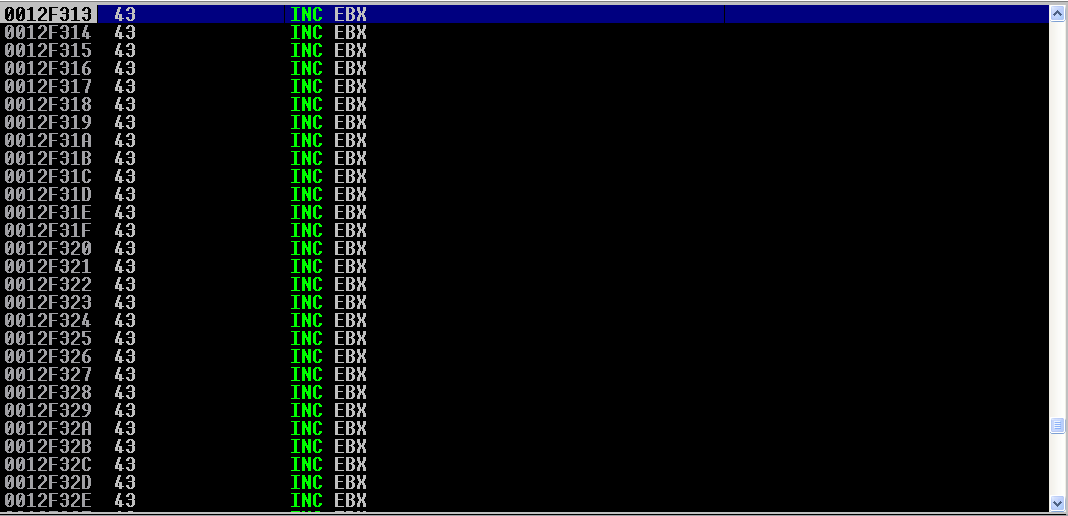 0012F313 43 INC EBX
0012F314 43 INC EBX
0012F315 43 INC EBX
0012F316 43 INC EBX
0012F317 43 INC EBX
0012F318 43 INC EBX
0012F319 43 INC EBX
0012F31A 43 INC EBX
0012F31B 43 INC EBX
0012F31C 43 INC EBX
0012F31D 43 INC EBX
0012F31E 43 INC EBX
0012F31F 43 INC EBX
0012F320 43 INC EBX
0012F321 43 INC EBX
0012F322 43 INC EBX
0012F323 43 INC EBX
0012F324 43 INC EBX
0012F325 43 INC EBX
0012F326 43 INC EBX
0012F327 43 INC EBX
0012F328 43 INC EBX
0012F329 43 INC EBX
0012F32A 43 INC EBX
0012F32B 43 INC EBX
0012F32C 43 INC EBX
0012F32D 43 INC EBX
0012F32E 43 INC EBX